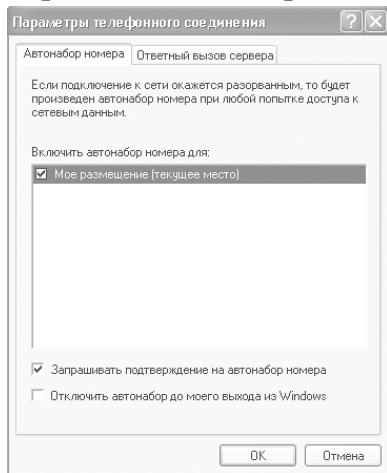 Параметры телефонного соединения
Автонабор номера
Ответный вызов сервера
Если подключение к сети окажется разорванным, то будет
произведен автонабор номера при любой попытке доступа к
сетевым данным.
Включить автонабор номера для:
Мое размещение (текущее место)
Запрашивать подтверждение на автонабор номера
Отключить автонабор до моего выхода из Windows
OK
Отмена